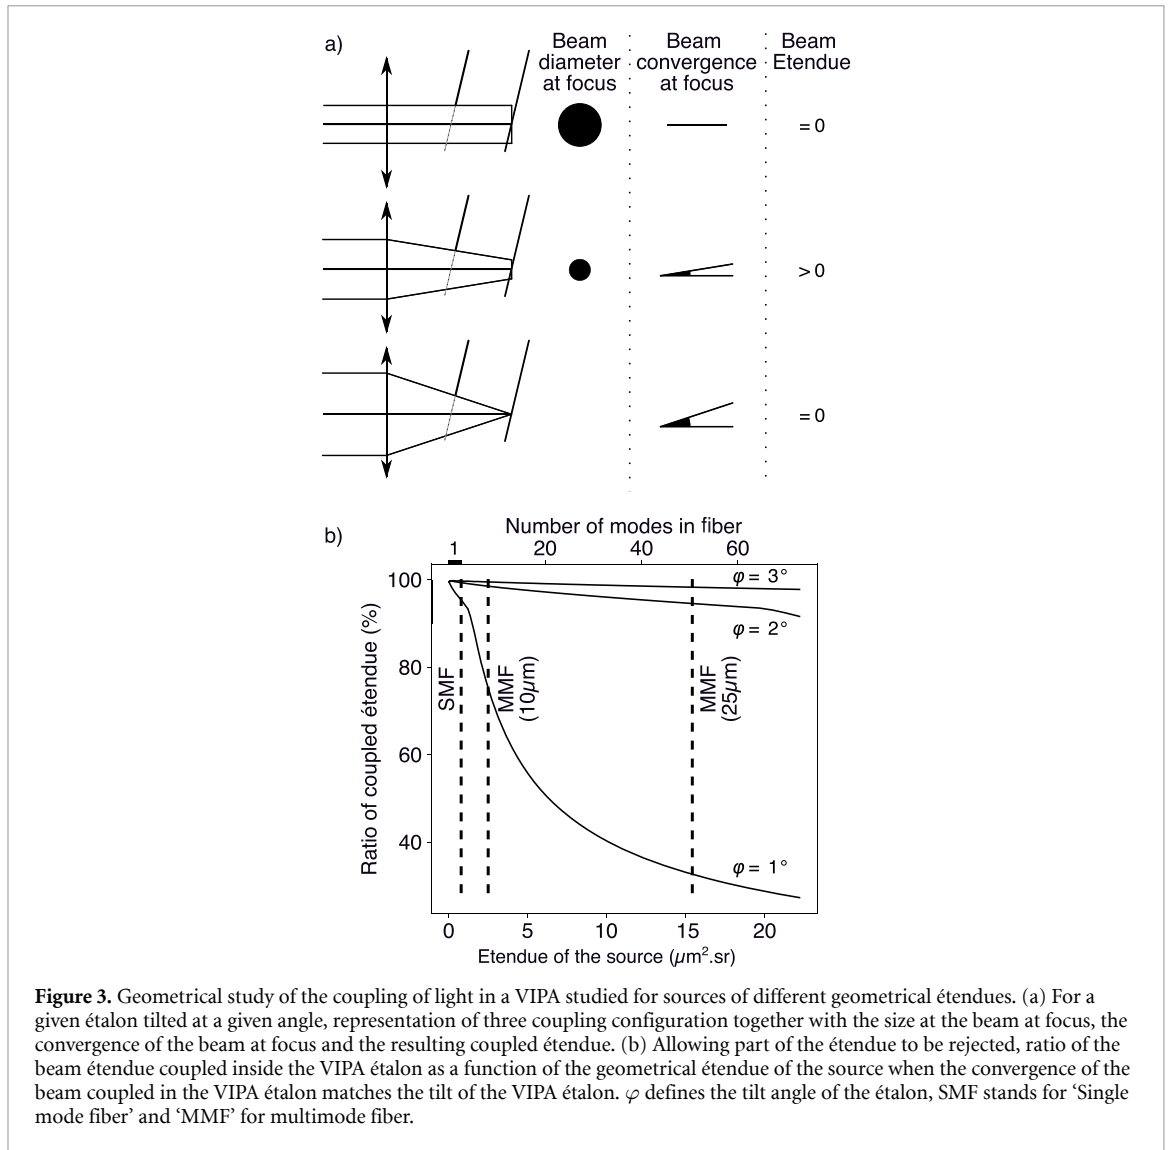 a)
Beam diameter at focus
Beam convergence at focus
Beam Etendue
= 0
> 0
= 0
b)
Number of modes in fiber
1 20 40 60
Ratio of coupled étendue (%)
100
80
60
40
φ = 3°
φ = 2°
φ = 1°
SMF
MMF (10μm)
MMF (25μm)
0 5 10 15 20
Etendue of the source (μm².sr)
Figure 3. Geometrical study of the coupling of light in a VIPA studied for sources of different geometrical étendues. (a) For a
given étalon tilted at a given angle, representation of three coupling configuration together with the size at the beam at focus, the
convergence of the beam at focus and the resulting coupled étendue. (b) Allowing part of the étendue to be rejected, ratio of the
beam étendue coupled inside the VIPA étalon as a function of the geometrical étendue of the source when the convergence of the
beam coupled in the VIPA étalon matches the tilt of the VIPA étalon. φ defines the tilt angle of the étalon, SMF stands for ‘Single
mode fiber’ and ‘MMF’ for multimode fiber.